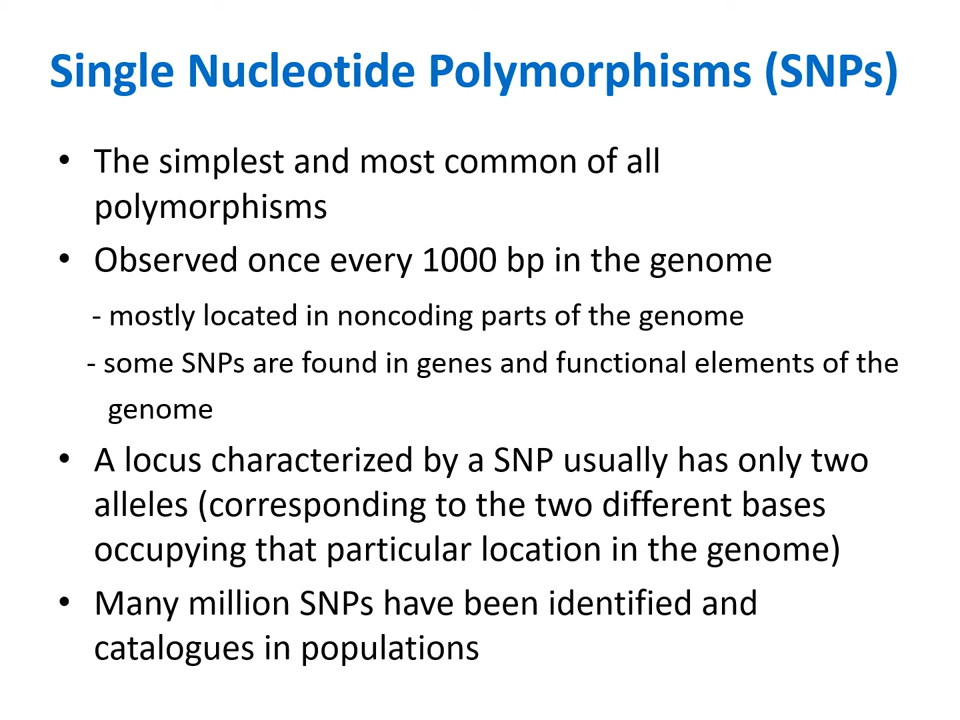 Single Nucleotide Polymorphisms (SNPs)
• The simplest and most common of all
polymorphisms
• Observed once every 1000 bp in the genome
- mostly located in noncoding parts of the genome
- some SNPs are found in genes and functional elements of the
genome
• A locus characterized by a SNP usually has only two
alleles (corresponding to the two different bases
occupying that particular location in the genome)
• Many million SNPs have been identified and
catalogues in populations